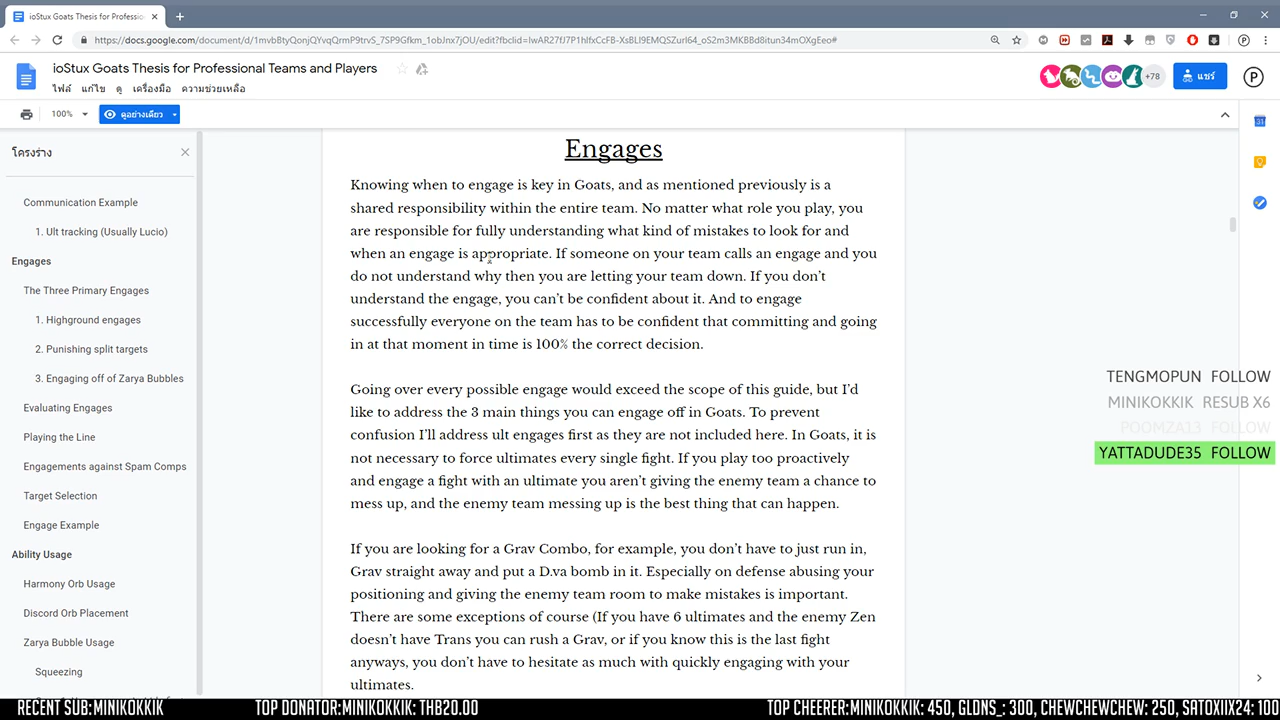 ioStux Goats Thesis for Professio
https://docs.google.com/document/d/1mvbBtyQonjQYvqQrmP9trvS_7SP9Gfkm_1obJnx7jOU/edit?fbclid=IwAR27fJ7P1hIfxCcFB-XsBLl9EMQSZurl64_oS2m3MKBBd8itun34mOXgEeo#
ioStux Goats Thesis for Professional Teams and Players
ไฟล์ แก้ไข ดู เครื่องมือ ความช่วยเหลือ
+78
แชร์
P
100%
ดูอย่างเดียว
โครงร่าง
Communication Example
1. Ult tracking (Usually Lucio)
Engages
The Three Primary Engages
1. Highground engages
2. Punishing split targets
3. Engaging off of Zarya Bubbles
Evaluating Engages
Playing the Line
Engagements against Spam Comps
Target Selection
Engage Example
Ability Usage
Harmony Orb Usage
Discord Orb Placement
Zarya Bubble Usage
Squeezing
Engages
Knowing when to engage is key in Goats, and as mentioned previously is a
shared responsibility within the entire team. No matter what role you play, you
are responsible for fully understanding what kind of mistakes to look for and
when an engage is appropriate. If someone on your team calls an engage and you
do not understand why then you are letting your team down. If you don't
understand the engage, you can't be confident about it. And to engage
successfully everyone on the team has to be confident that committing and going
in at that moment in time is 100% the correct decision.
Going over every possible engage would exceed the scope of this guide, but I'd
like to address the 3 main things you can engage off in Goats. To prevent
confusion I'll address ult engages first as they are not included here. In Goats, it is
not necessary to force ultimates every single fight. If you play too proactively
and engage a fight with an ultimate you aren't giving the enemy team a chance to
mess up, and the enemy team messing up is the best thing that can happen.
If you are looking for a Grav Combo, for example, you don't have to just run in,
Grav straight away and put a D.va bomb in it. Especially on defense abusing your
positioning and giving the enemy team room to make mistakes is important.
There are some exceptions of course (If you have 6 ultimates and the enemy Zen
doesn't have Trans you can rush a Grav, or if you know this is the last fight
anyways, you don't have to hesitate as much with quickly engaging with your
ultimates.
TENGMOPUN FOLLOW
MINIKOKKIK RESUB X6
POOMZA13 FOLLOW
YATTADUDE35 FOLLOW
RECENT SUB:MINIKOKKIK TOP DONATOR:MINIKOKKIK: THB20.00 TOP CHEERER:MINIKOKKIK: 450, GLDNS_: 300, CHEWCHEWCHEW: 250, SATOXIIX24: 100